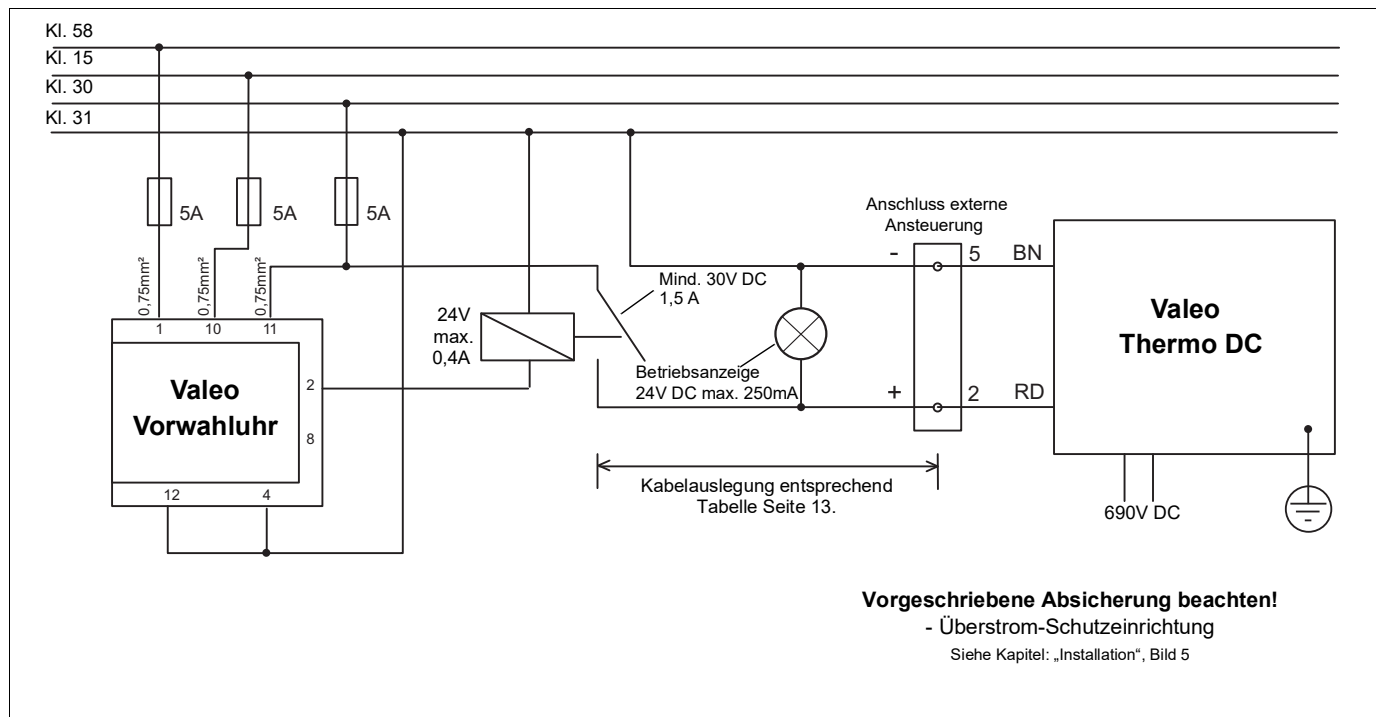 Kl. 58
Kl. 15
Kl. 30
Kl. 31
5A
5A
5A
0,75mm²
0,75mm²
0,75mm²
1
10
11
Valeo
Vorwahluhr
2
8
12
4
24V
max.
0,4A
Mind. 30V DC
1,5 A
Betriebsanzeige
24V DC max. 250mA
Anschluss externe
Ansteuerung
-
5
BN
+
2
RD
Valeo
Thermo DC
690V DC
Kabelauslegung entsprechend
Tabelle Seite 13.
Vorgeschriebene Absicherung beachten!
- Überstrom-Schutzeinrichtung
Siehe Kapitel: „Installation“, Bild 5